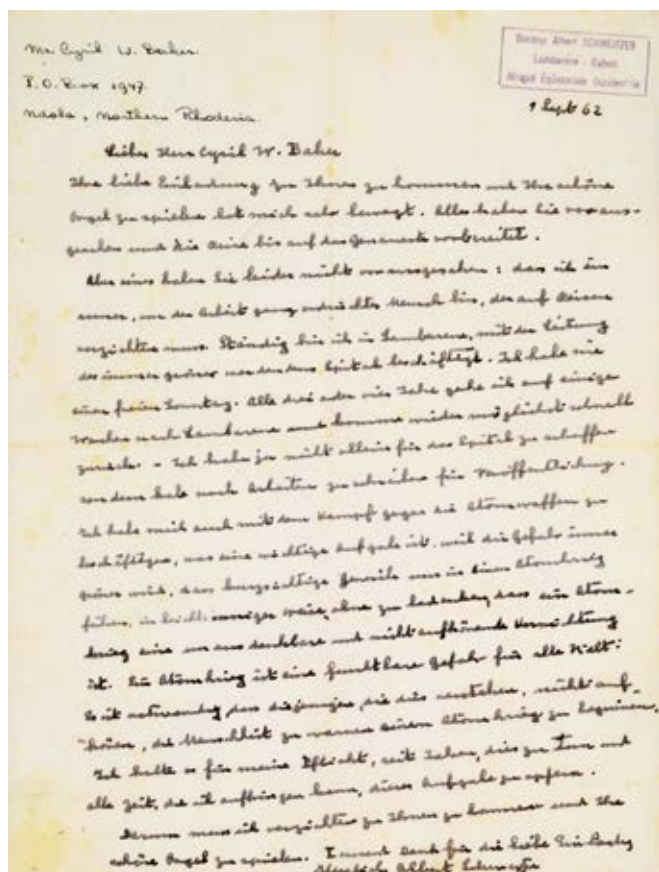 Mr Cyril W. Baker
P.O. Box 1947
Ndola, Northern Rhodesia
Docteur Albert SCHWEITZER
Lambaréné - Gabon
Afrique Equatoriale
1 Sept 62
Lieber Herr Cyril W. Baker
Ihre liebe Einladung zu Ihnen zu kommen und Ihre schöne
Orgel zu spielen hat mich sehr bewegt. Alles haben Sie voraus-
gesehen und die Reise bis auf das Genaueste vorbereitet.
Aber eines haben Sie leider nicht vorausgesehen: dass ich ein
armer, von der Arbeit ganz Mensch bin, der auf Reisen
verzichten muss. Ständig bin ich in Lambarene, mit der Leitung
des immer grösser werdenden Spitals beschäftigt. Ich habe nie
einen freien Sonntag. Alle drei oder vier Jahre gehe ich auf einige
Wochen nach und komme wieder möglichst schnell
zurück. - Ich habe ja nicht allein für das Spital zu schaffen
sondern habe noch Arbeiten zu schreiben für Veröffentlichung.
Ich habe mich auch mit dem Kampf gegen die Atomwaffen zu
beschäftigen, was eine wichtige Aufgabe ist, weil die Gefahr immer
grösser wird, dass kurzsichtige uns in einen Atomkrieg
führen, in leichtsinniger Weise, ohne zu bedenken, dass ein Atom-
krieg eine unausdenkbare und nicht aufhörende Vernichtung
ist. Ein Atomkrieg ist eine furchtbare Gefahr für alle Welt:
Es ist notwendig, dass diejenigen, die dies verstehen, nicht auf-
hören, die Menschheit zu warnen einen Atomkrieg zu beginnen.
Ich halte es für meine Pflicht, seit Jahren, dies zu Tun und
alle Zeit, die ich aufbringen kann, dieser Aufgabe zu opfern.
Darum muss ich verzichten zu Ihnen zu kommen und Ihre
schöne Orgel zu spielen. Dank für die liebe Einladung
Herzlich Albert Schweitzer